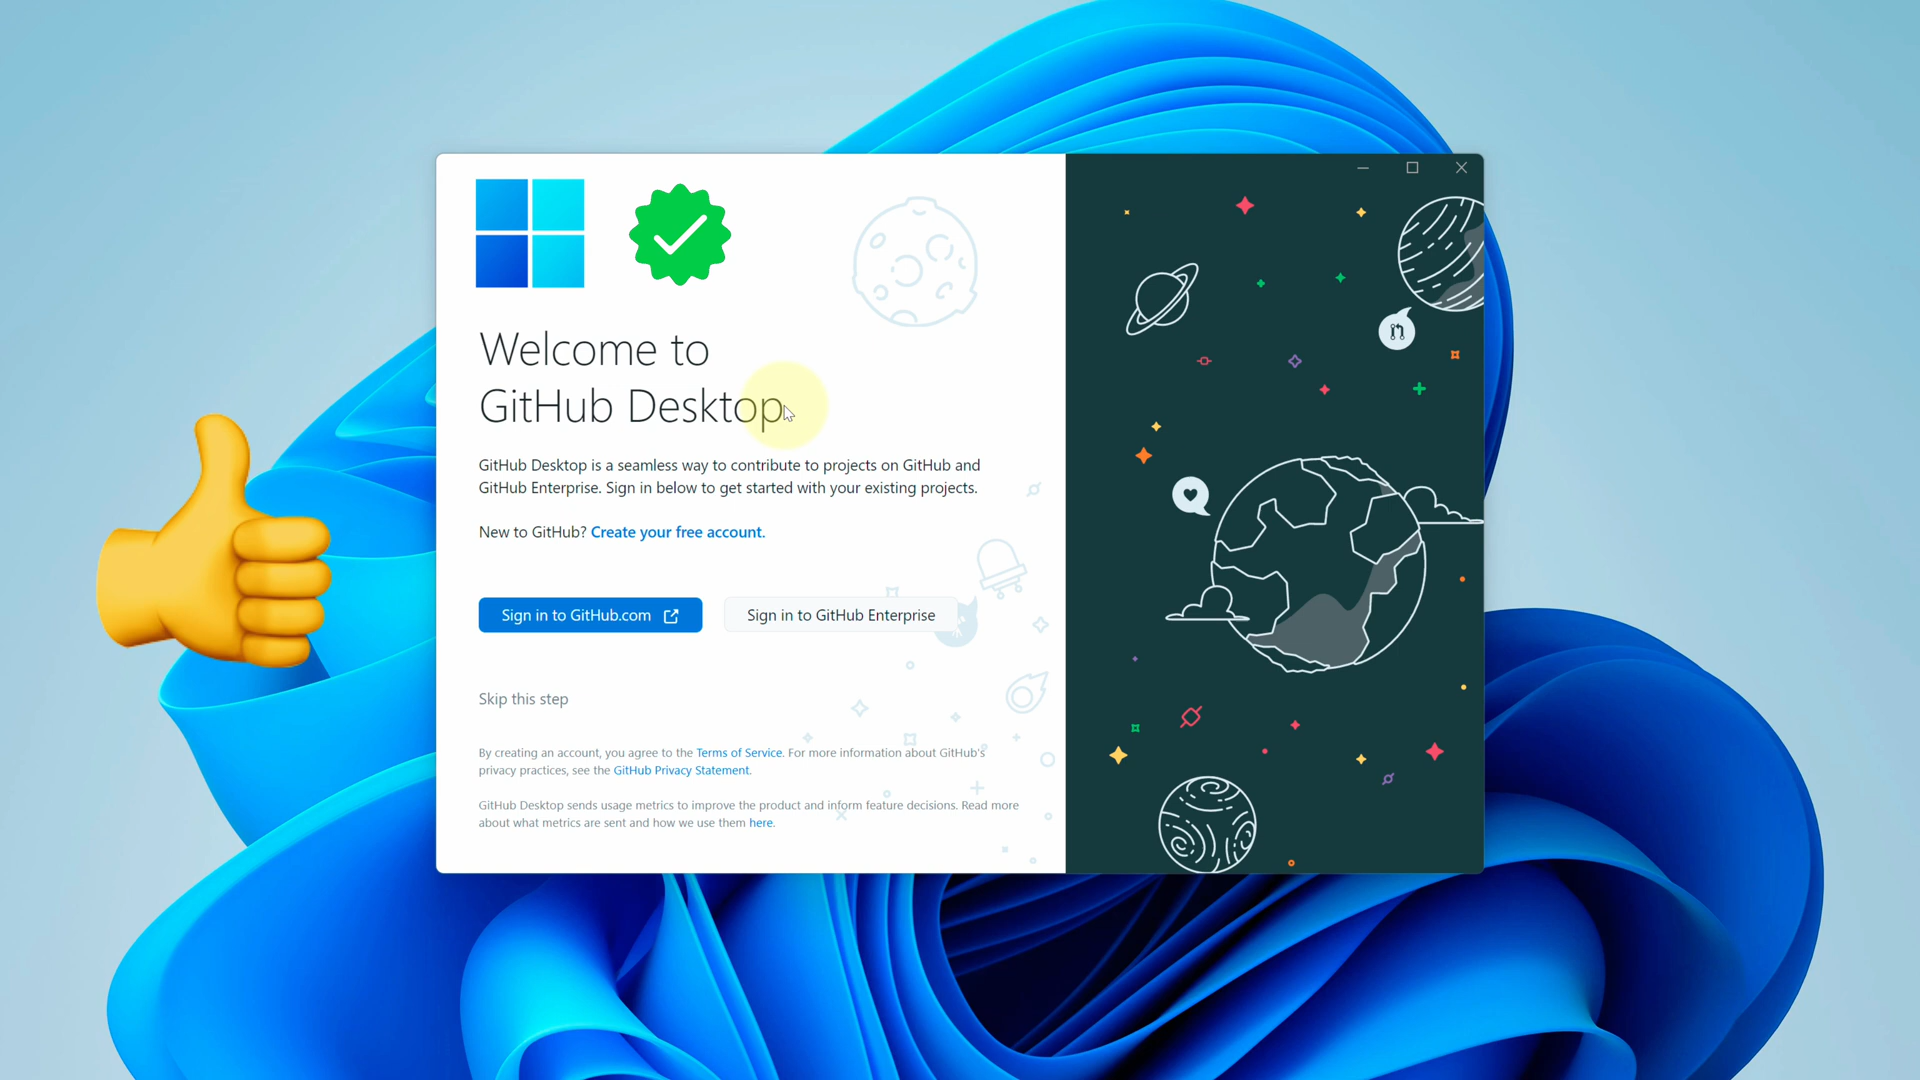 Welcome to
GitHub Desktop
GitHub Desktop is a seamless way to contribute to projects on GitHub and
GitHub Enterprise. Sign in below to get started with your existing projects.
New to GitHub? Create your free account.
Sign in to GitHub.com
Sign in to GitHub Enterprise
Skip this step
By creating an account, you agree to the Terms of Service. For more information about GitHub's
privacy practices, see the GitHub Privacy Statement.
GitHub Desktop sends usage metrics to improve the product and inform feature decisions. Read more
about what metrics are sent and how we use them here.